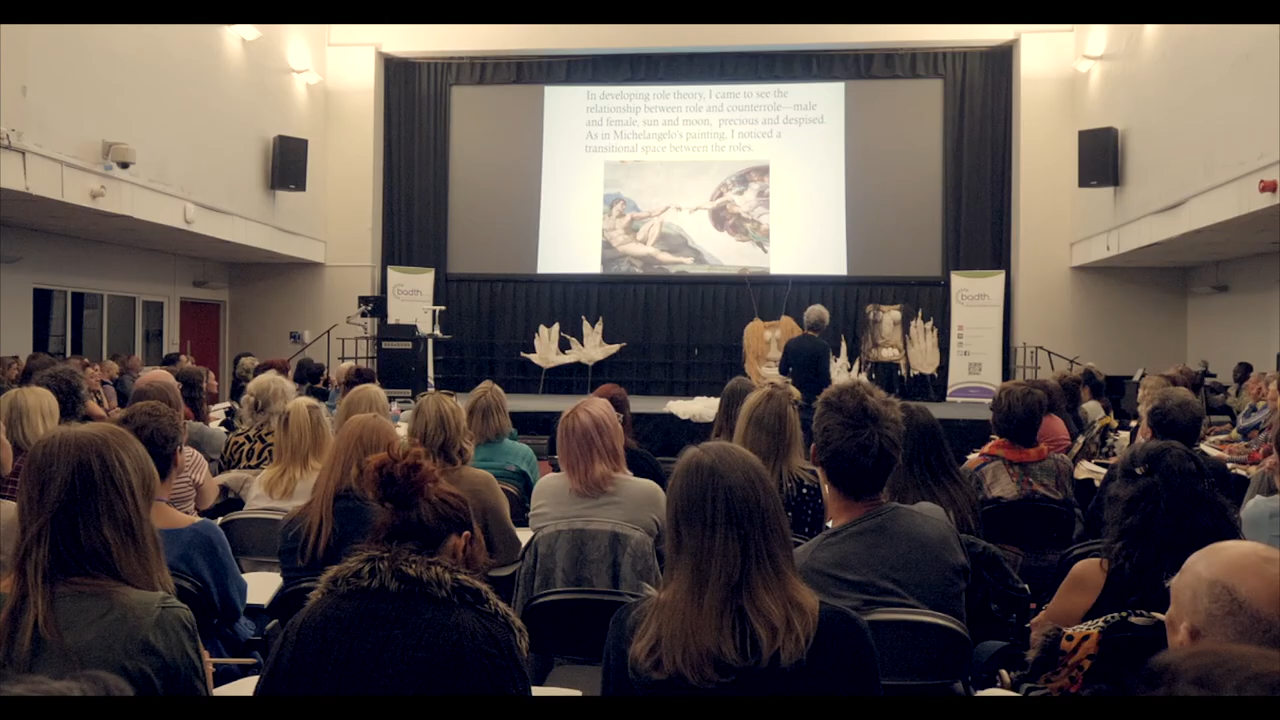 In developing role theory, I came to see the
relationship between role and counterrole—male
and female, sun and moon, precious and despised.
As in Michelangelo's painting, I noticed a
transitional space between the roles.
badth
badth